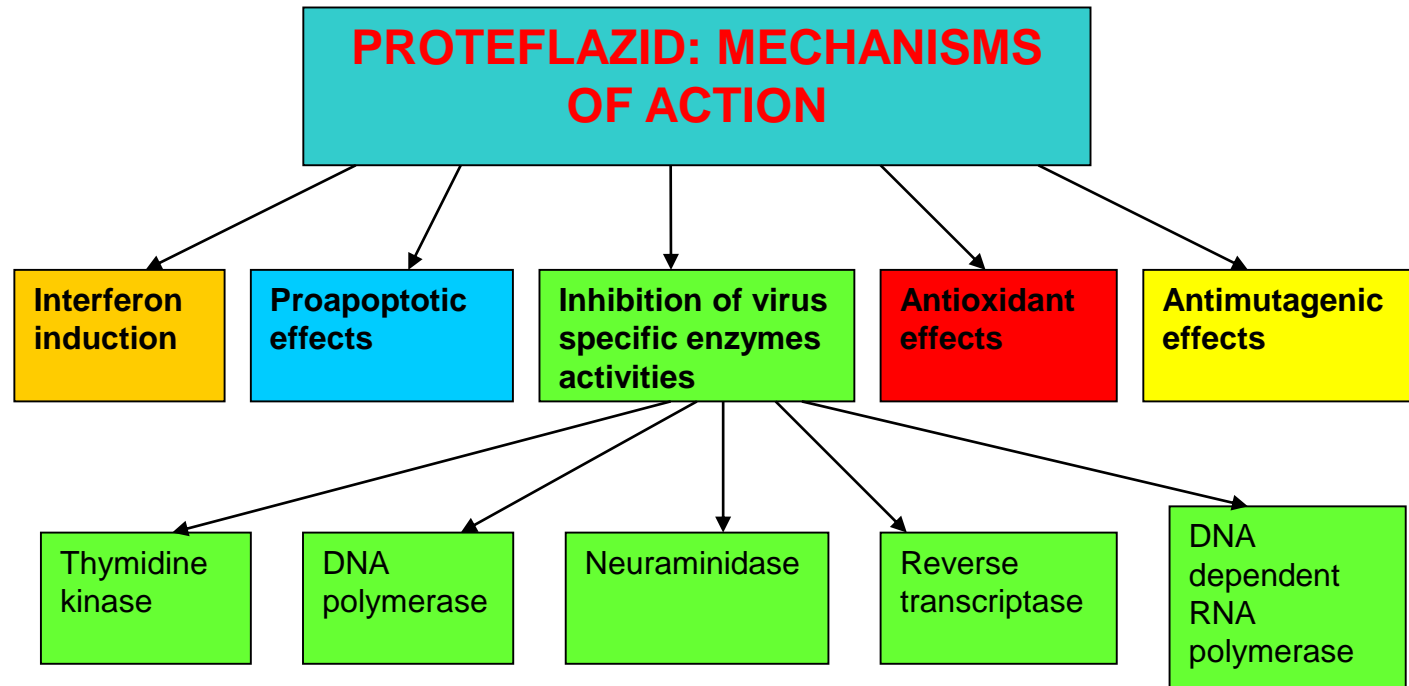 PROTEFLAZID: MECHANISMS
OF ACTION
Interferon
induction
Proapoptotic
effects
Inhibition of virus
specific enzymes
activities
Antioxidant
effects
Antimutagenic
effects
Thymidine
kinase
DNA
polymerase
Neuraminidase
Reverse
transcriptase
DNA
dependent
RNA
polymerase